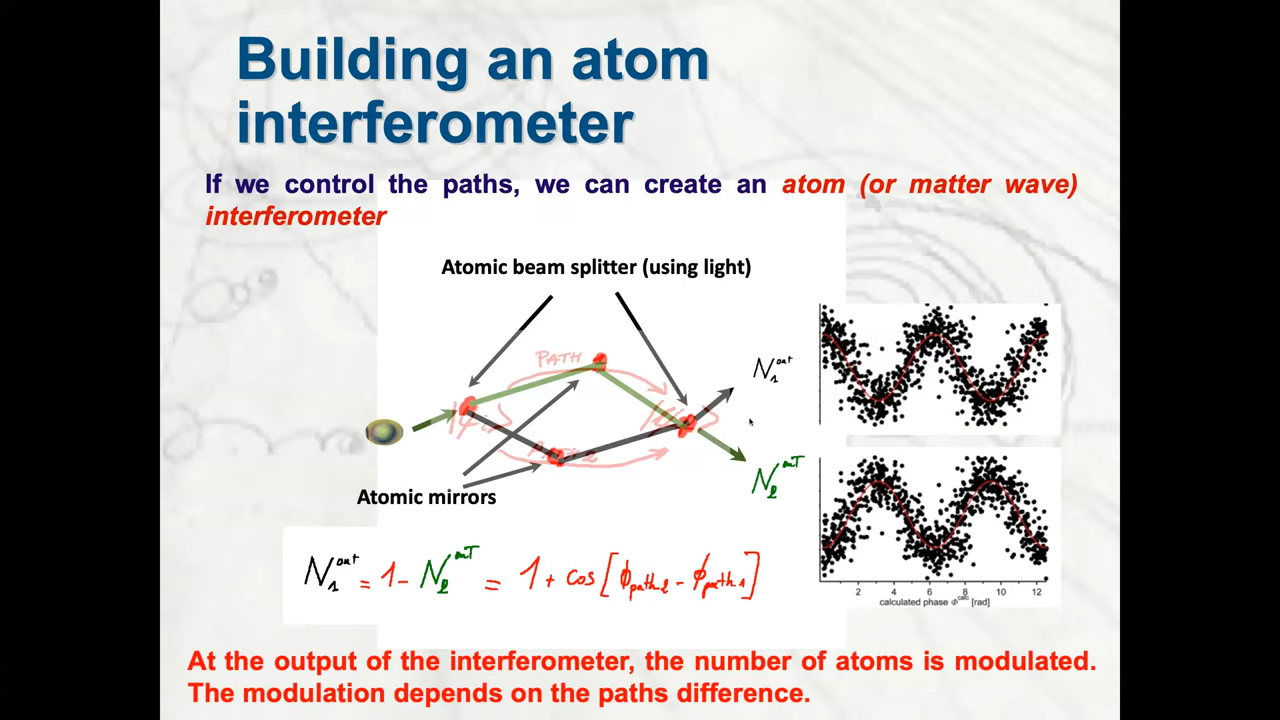 Building an atom
interferometer
If we control the paths, we can create an atom (or matter wave)
interferometer
Atomic beam splitter (using light)
PATH
N₁ᵒᵘᵗ
N₂ᵒᵘᵗ
Atomic mirrors
N₁ᵒᵘᵗ = 1 - N₂ᵒᵘᵗ = 1 + cos [ϕpath 2 - ϕpath 1]
2 4 6 8 10 12
calculated phase Φᶜᵃˡᶜ [rad]
At the output of the interferometer, the number of atoms is modulated.
The modulation depends on the paths difference.